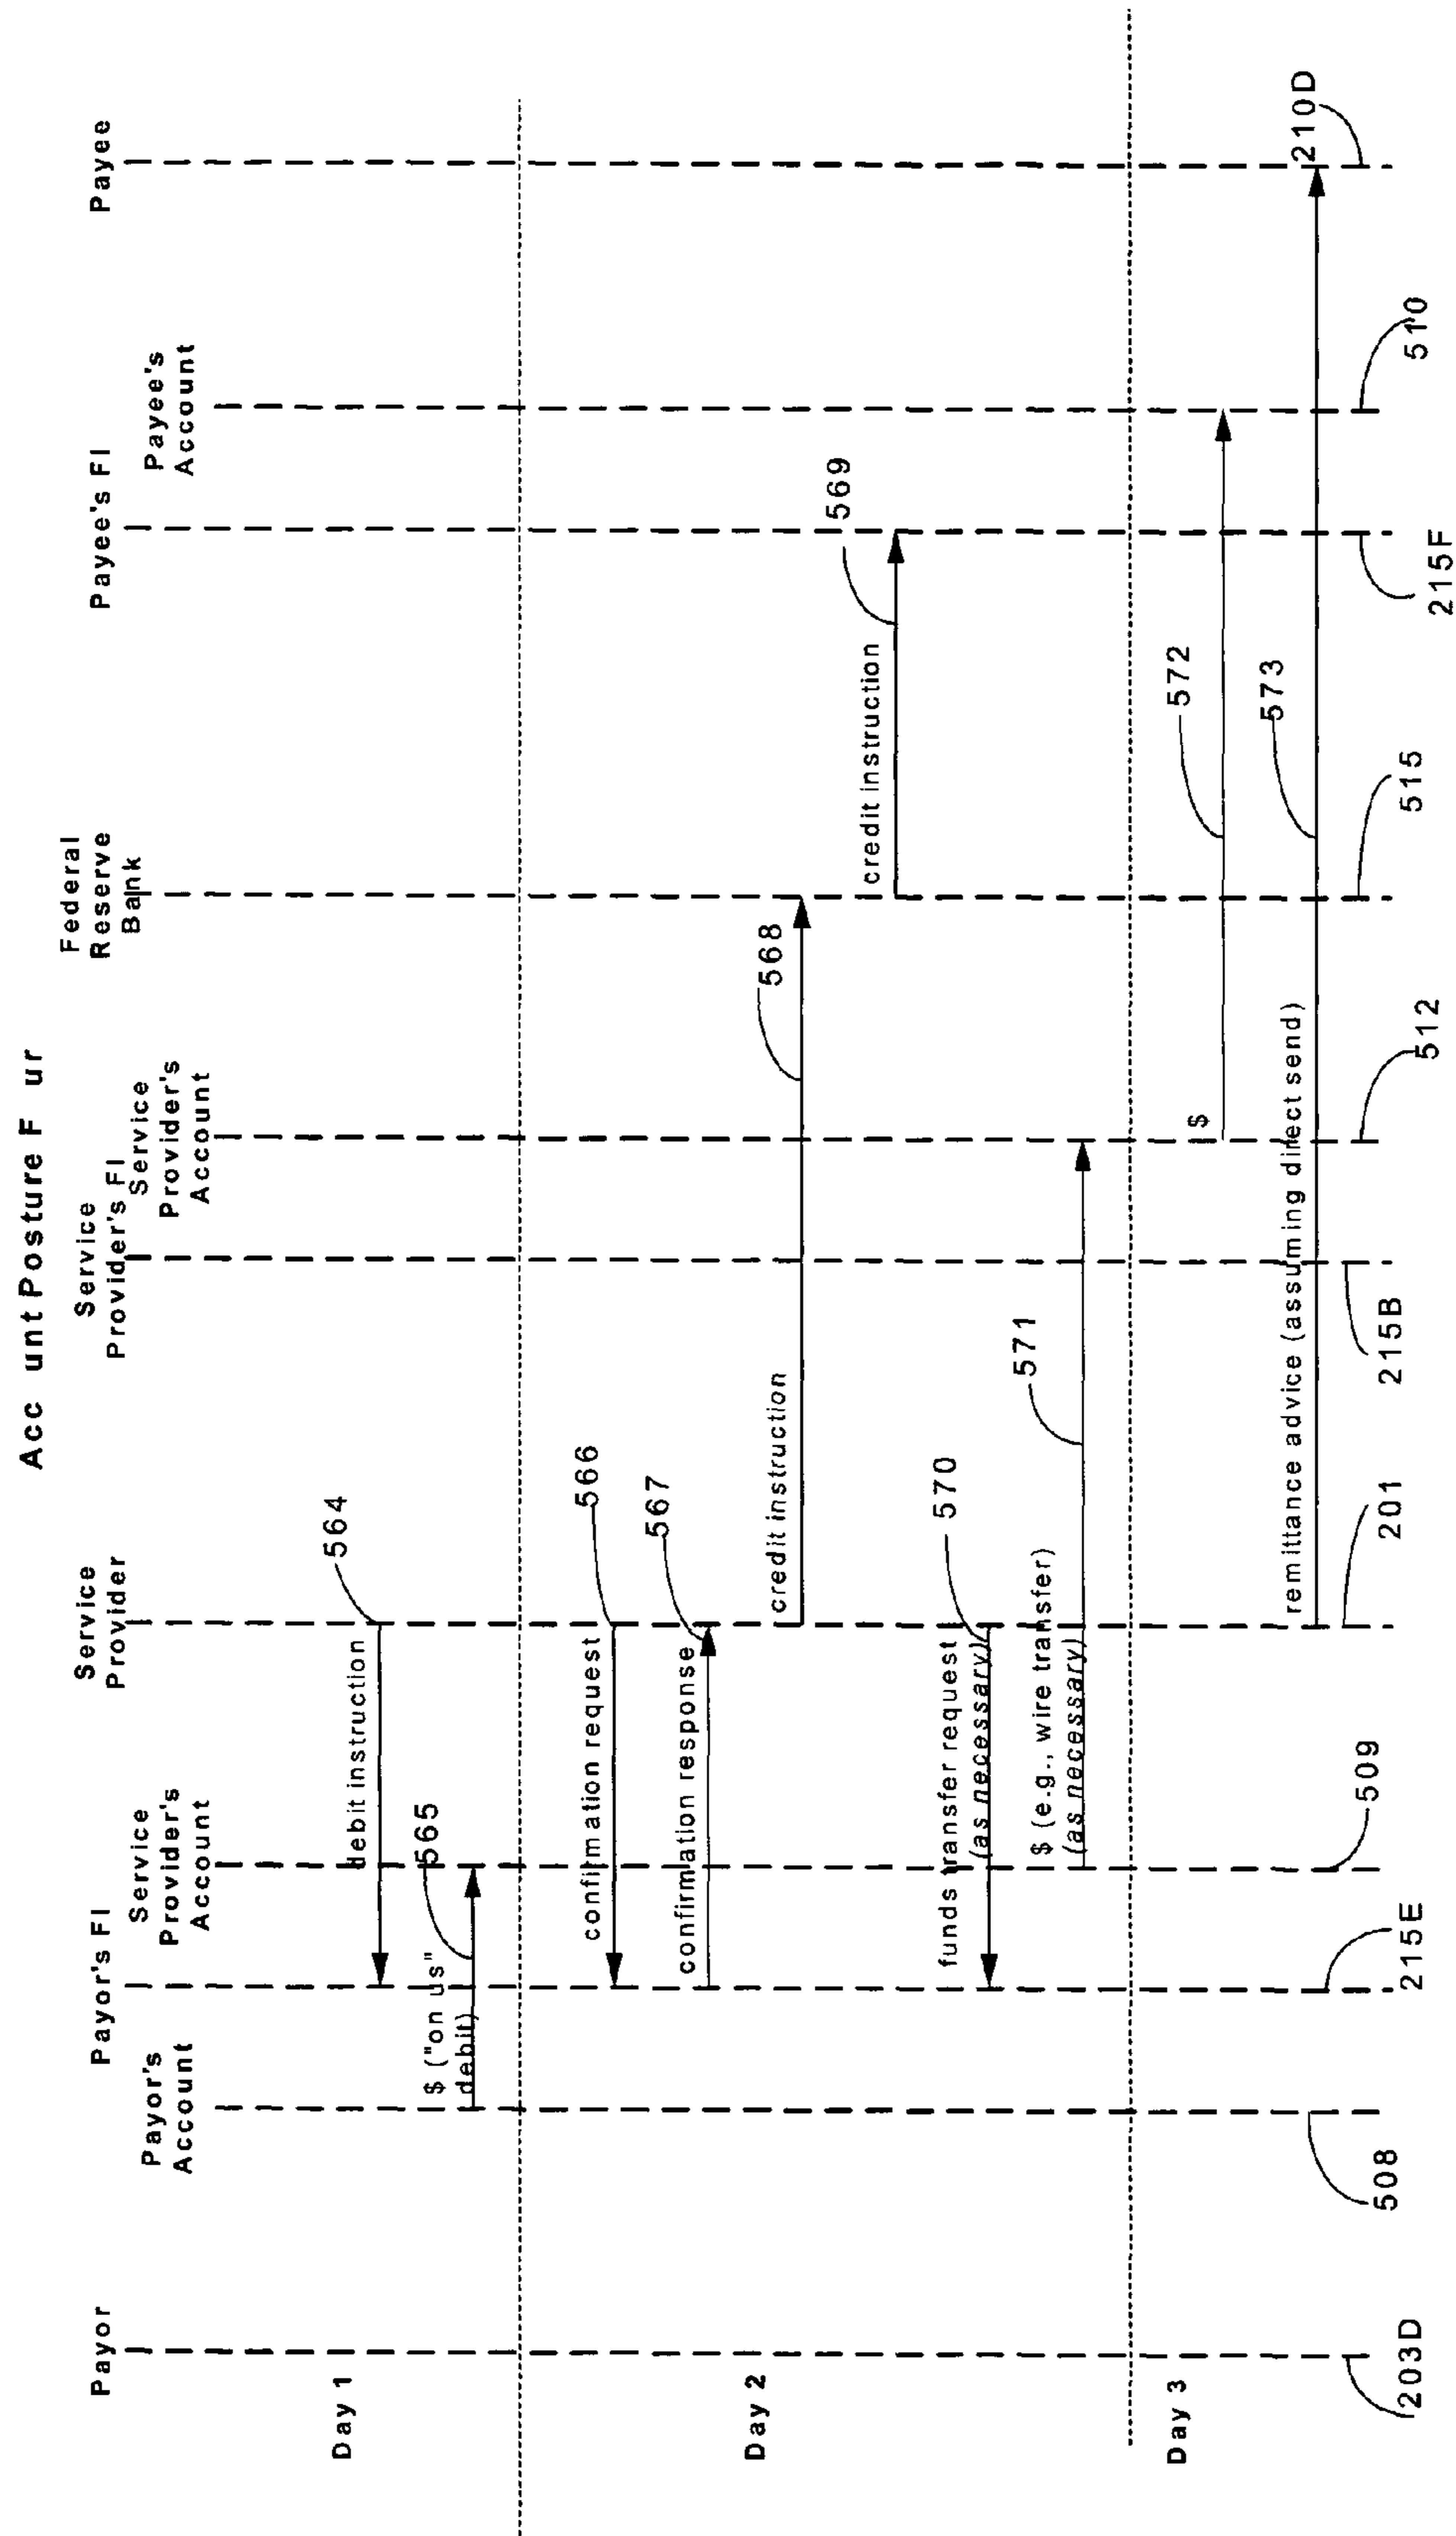 Acc unt Posture F ur
Payor
Payor's FI
Payor's
Account
Service
Provider's
Account
Service
Provider
Service
Provider's FI
Service
Provider's
Account
Federal
Reserve
Bank
Payee's FI
Payee's
Account
Payee
Day 1
debit instruction
564
$ ("on us"
debit)
565
Day 2
confirmation request
566
confirmation response
567
credit instruction
568
credit instruction
569
funds transfer request
(as necessary)
570
$ (e.g., wire transfer)
(as necessary)
571
Day 3
$
572
remittance advice (assuming direct send)
573
203D
508
215E
509
201
215B
512
515
215F
510
210D